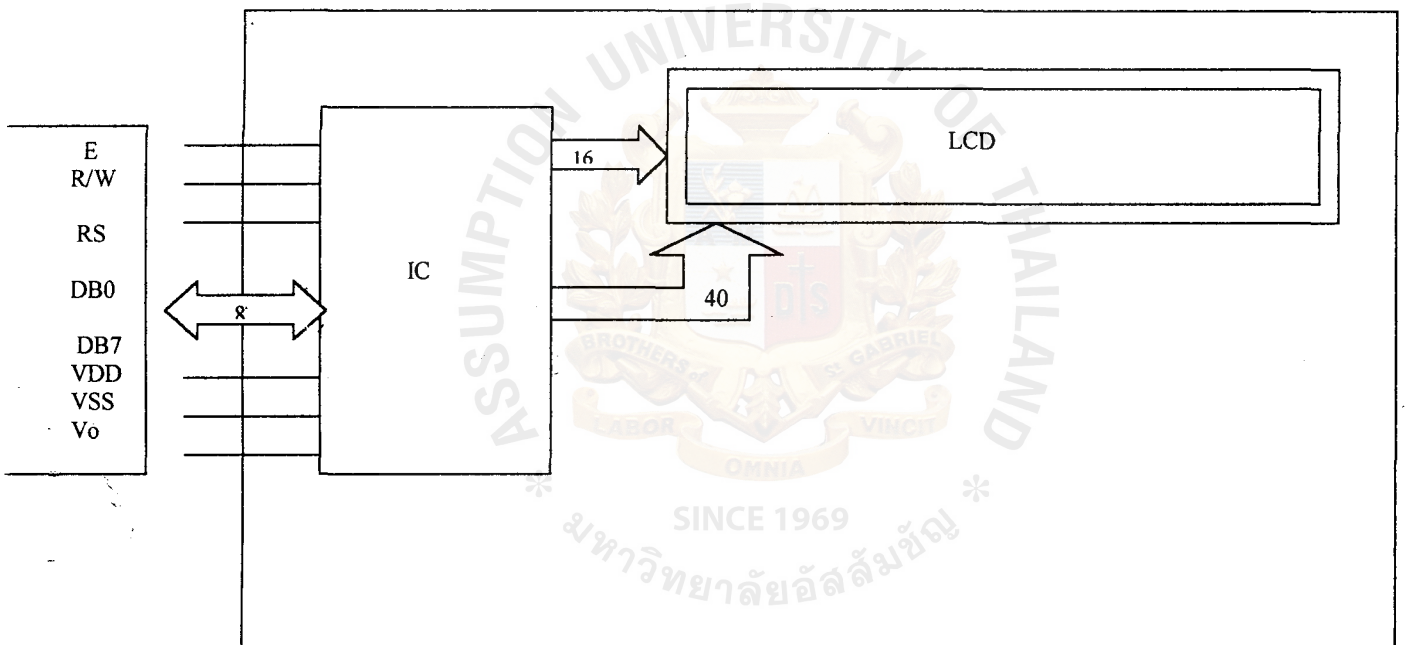 E
R/W
RS
DB0
DB7
VDD
VSS
Vo
8
IC
16
40
LCD
ASSUMPTION UNIVERSITY OF THAILAND
DS
BROTHERS OF ST GABRIEL
LABOR
OMNIA
VINCIT
SINCE 1969
* มหาวิทยาลัยอัสสัมชัญ *